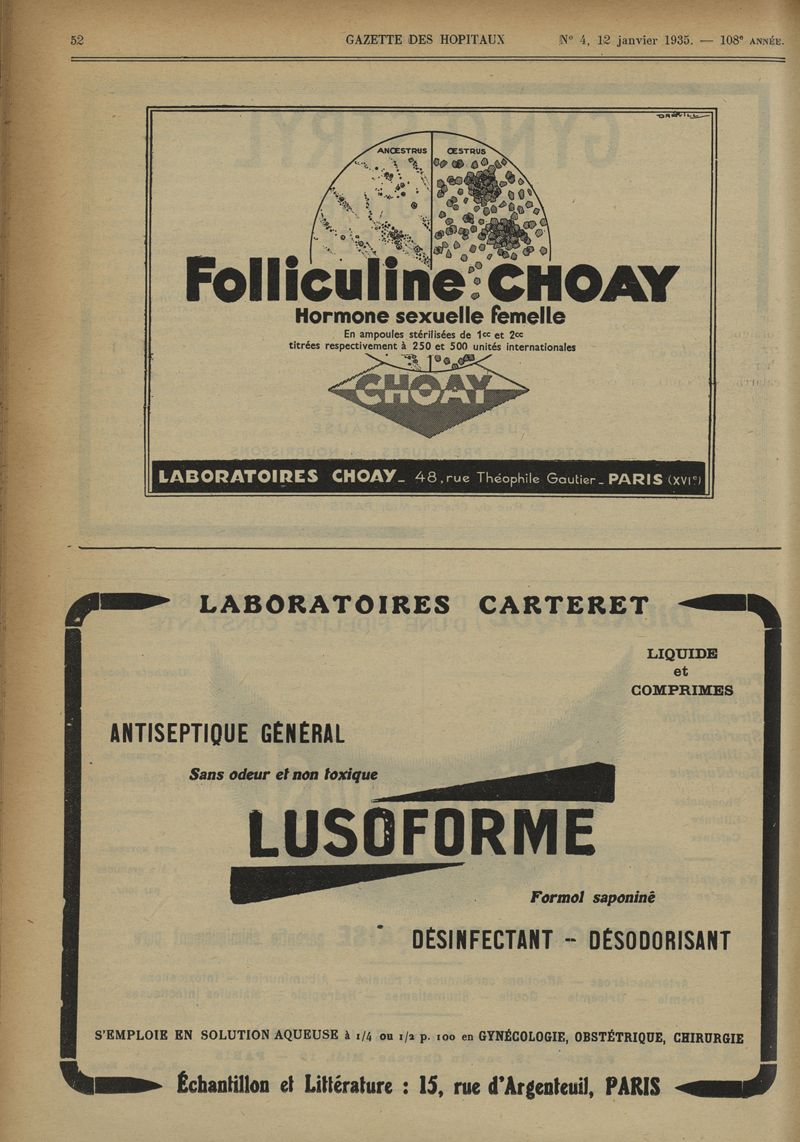 52 GAZETTE DES HOPITAUX N° 4, 12 janvier 1935. — 108e ANNÉE.
ANŒSTRUS ŒSTRUS
Folliculine CHOAY
Hormone sexuelle femelle
En ampoules stérilisées de 1cc et 2cc
titrées respectivement à 250 et 500 unités internationales
CHOAY
LABORATOIRES CHOAY_ 48, rue Théophile Gautier_ PARIS (XVIe)
LABORATOIRES CARTERET
LIQUIDE
et
COMPRIMES
ANTISEPTIQUE GÉNÉRAL
Sans odeur et non toxique
LUSOFORME
Formol saponiné
DÉSINFECTANT -- DÉSODORISANT
S'EMPLOIE EN SOLUTION AQUEUSE à 1/4 ou 1/2 p. 100 en GYNÉCOLOGIE, OBSTÉTRIQUE, CHIRURGIE
Échantillon et Littérature : 15, rue d'Argenteuil, PARIS